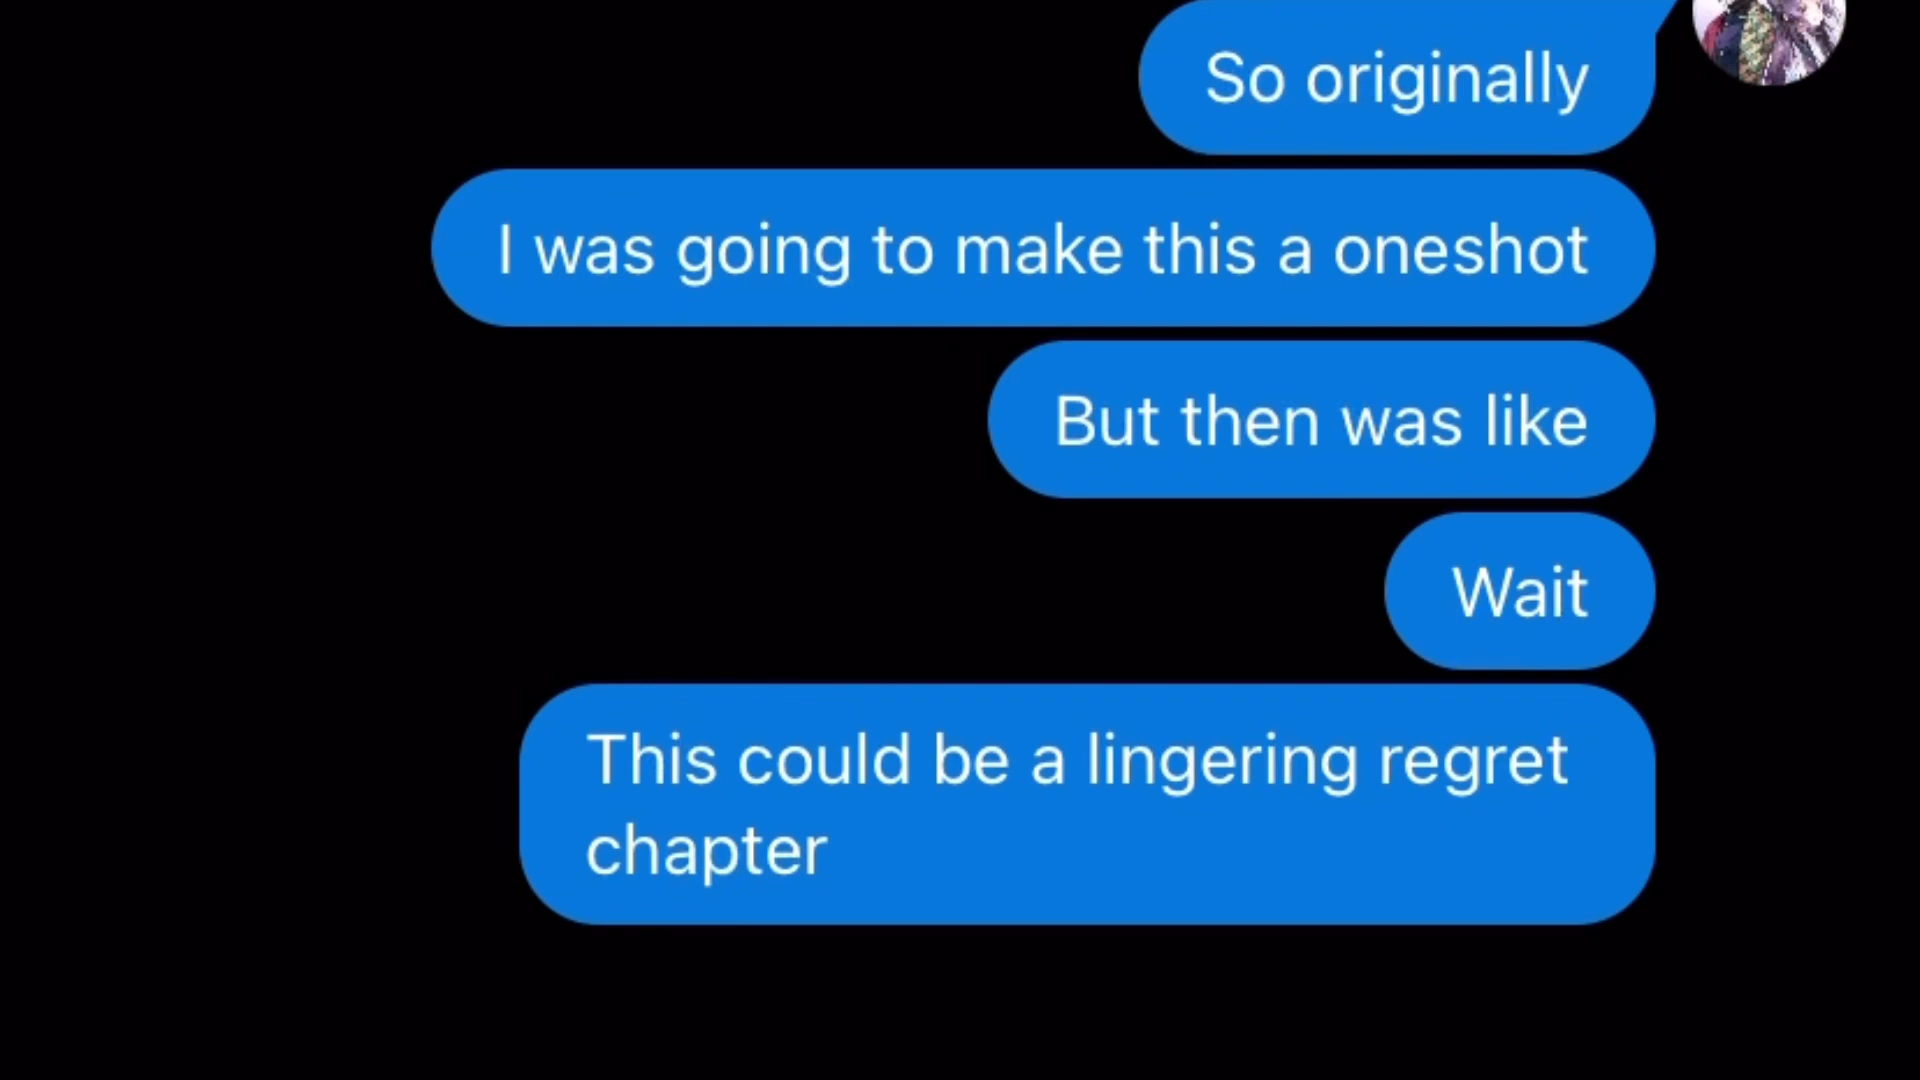 So originally
I was going to make this a oneshot
But then was like
Wait
This could be a lingering regret
chapter